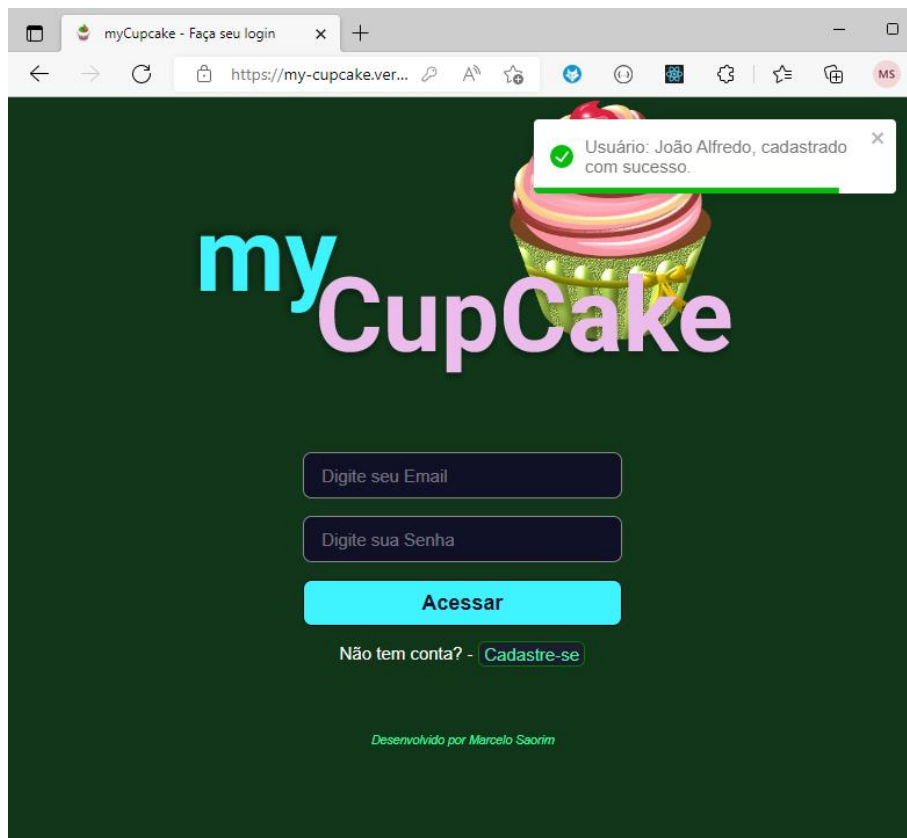 myCupcake - Faça seu login
https://my-cupcake.ver...
MS
Usuário: João Alfredo, cadastrado
com sucesso.
my
CupCake
Digite seu Email
Digite sua Senha
Acessar
Não tem conta? - Cadastre-se
Desenvolvido por Marcelo Saorim